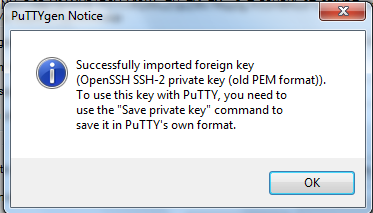 PuTTYgen Notice
Successfully imported foreign key
(OpenSSH SSH-2 private key (old PEM format)).
To use this key with PuTTY, you need to
use the "Save private key" command to
save it in PuTTY's own format.
OK